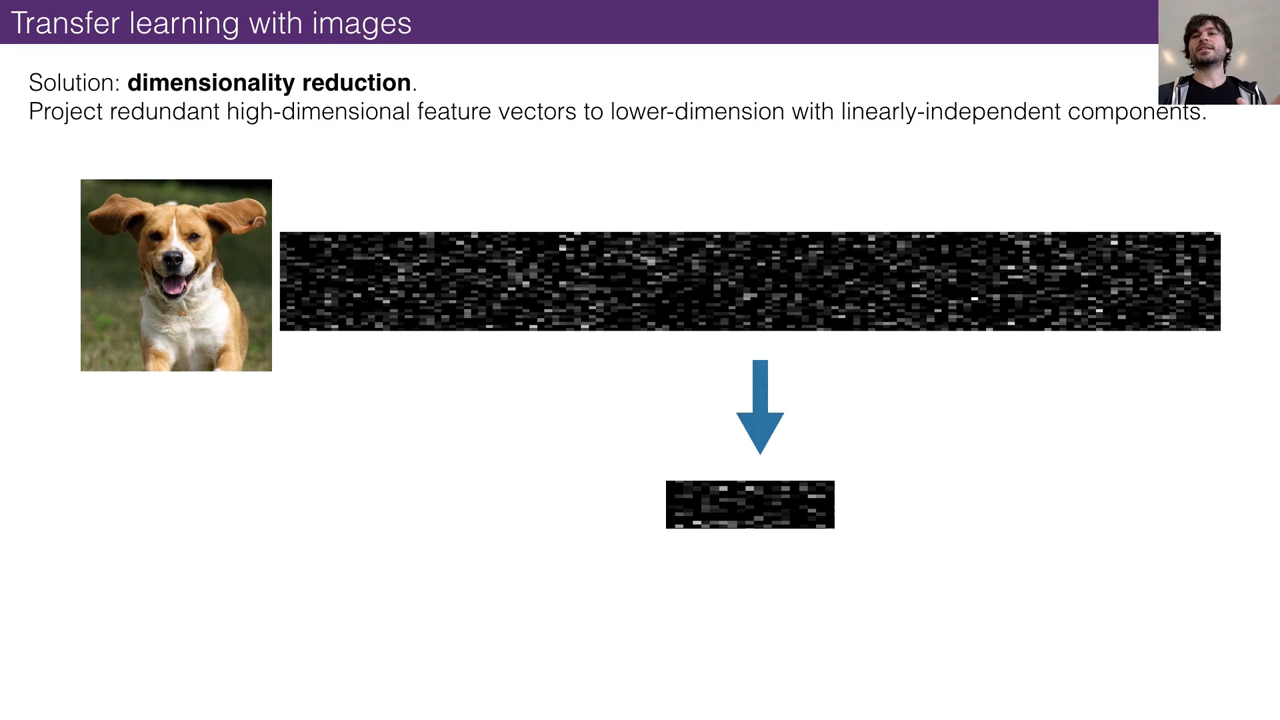 Transfer learning with images
Solution: dimensionality reduction.
Project redundant high-dimensional feature vectors to lower-dimension with linearly-independent components.